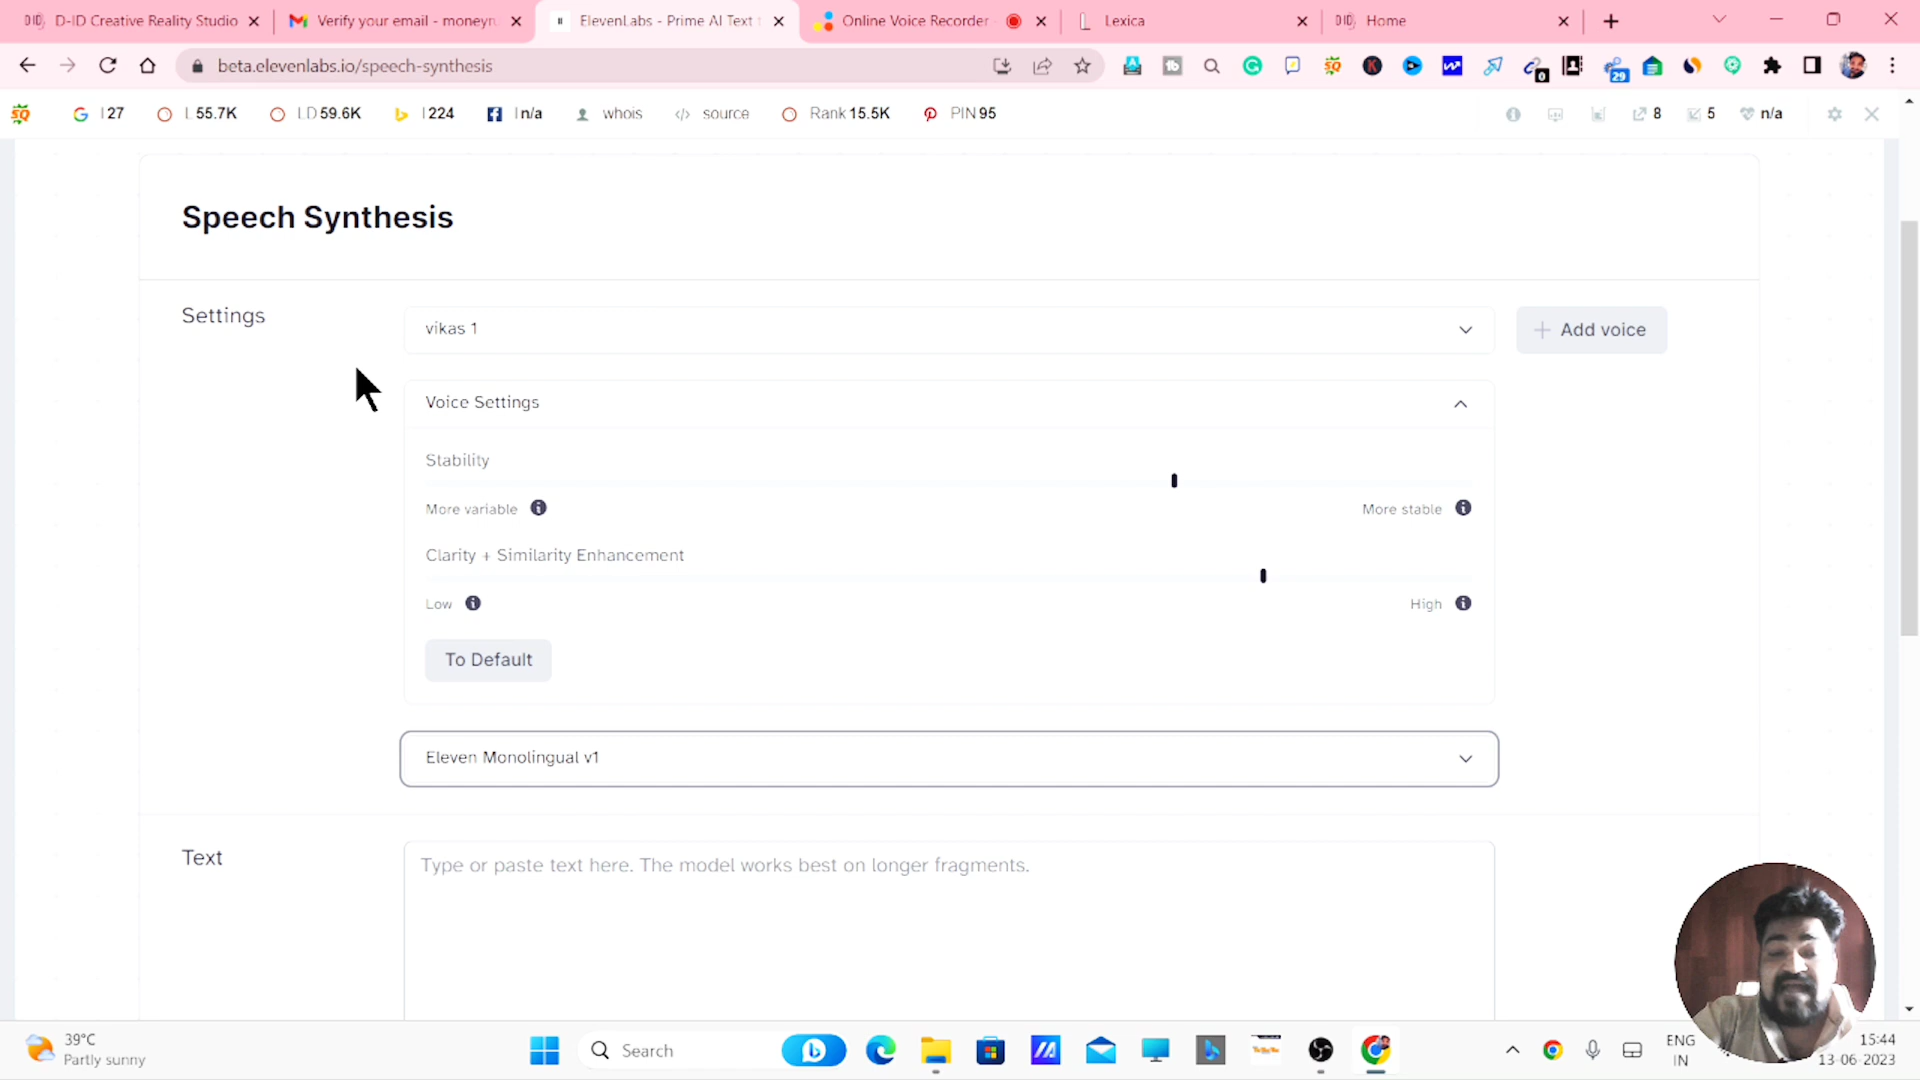 D-ID Creative Reality Studio
Verify your email - moneyru
ElevenLabs - Prime AI Text t
Online Voice Recorder
Lexica
Home
beta.elevenlabs.io/speech-synthesis
0
29
I 27
L 55.7K
LD 59.6K
I 224
I n/a
whois
source
Rank 15.5K
PIN 95
8
5
n/a
Speech Synthesis
Settings
vikas 1
Add voice
Voice Settings
Stability
More variable
More stable
Clarity + Similarity Enhancement
Low
High
To Default
Eleven Monolingual v1
Text
Type or paste text here. The model works best on longer fragments.
39°C
Partly sunny
Search
ENG
IN
15:44
13-06-2023